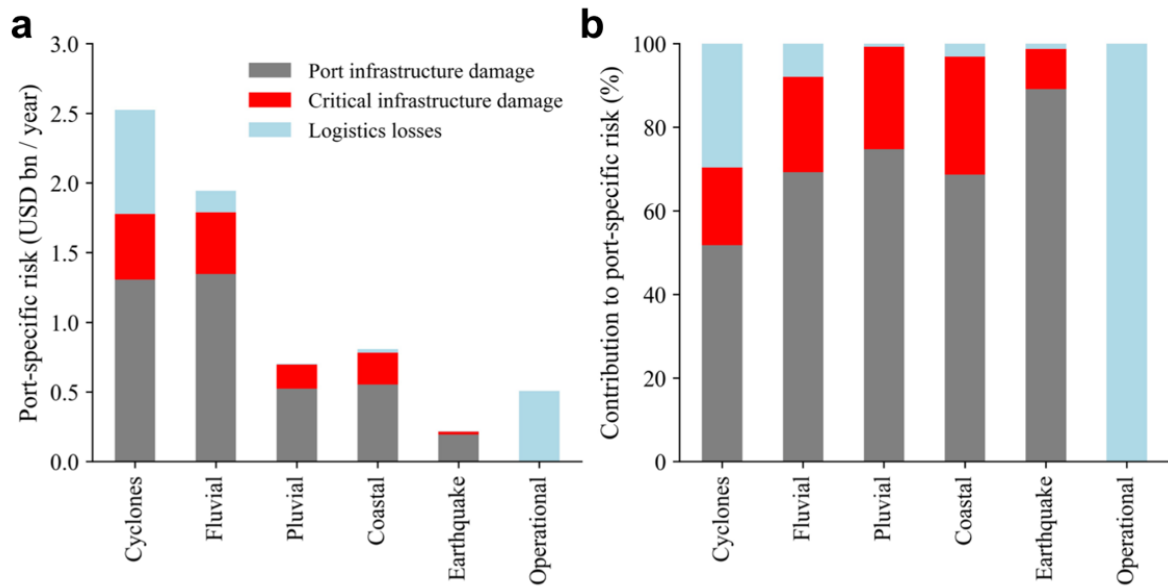 a
3.0
2.5
2.0
1.5
1.0
0.5
0.0
Port-specific risk (USD bn / year)
Port infrastructure damage
Critical infrastructure damage
Logistics losses
Cyclones
Fluvial
Pluvial
Coastal
Earthquake
Operational
b
100
80
60
40
20
0
Contribution to port-specific risk (%)
Cyclones
Fluvial
Pluvial
Coastal
Earthquake
Operational